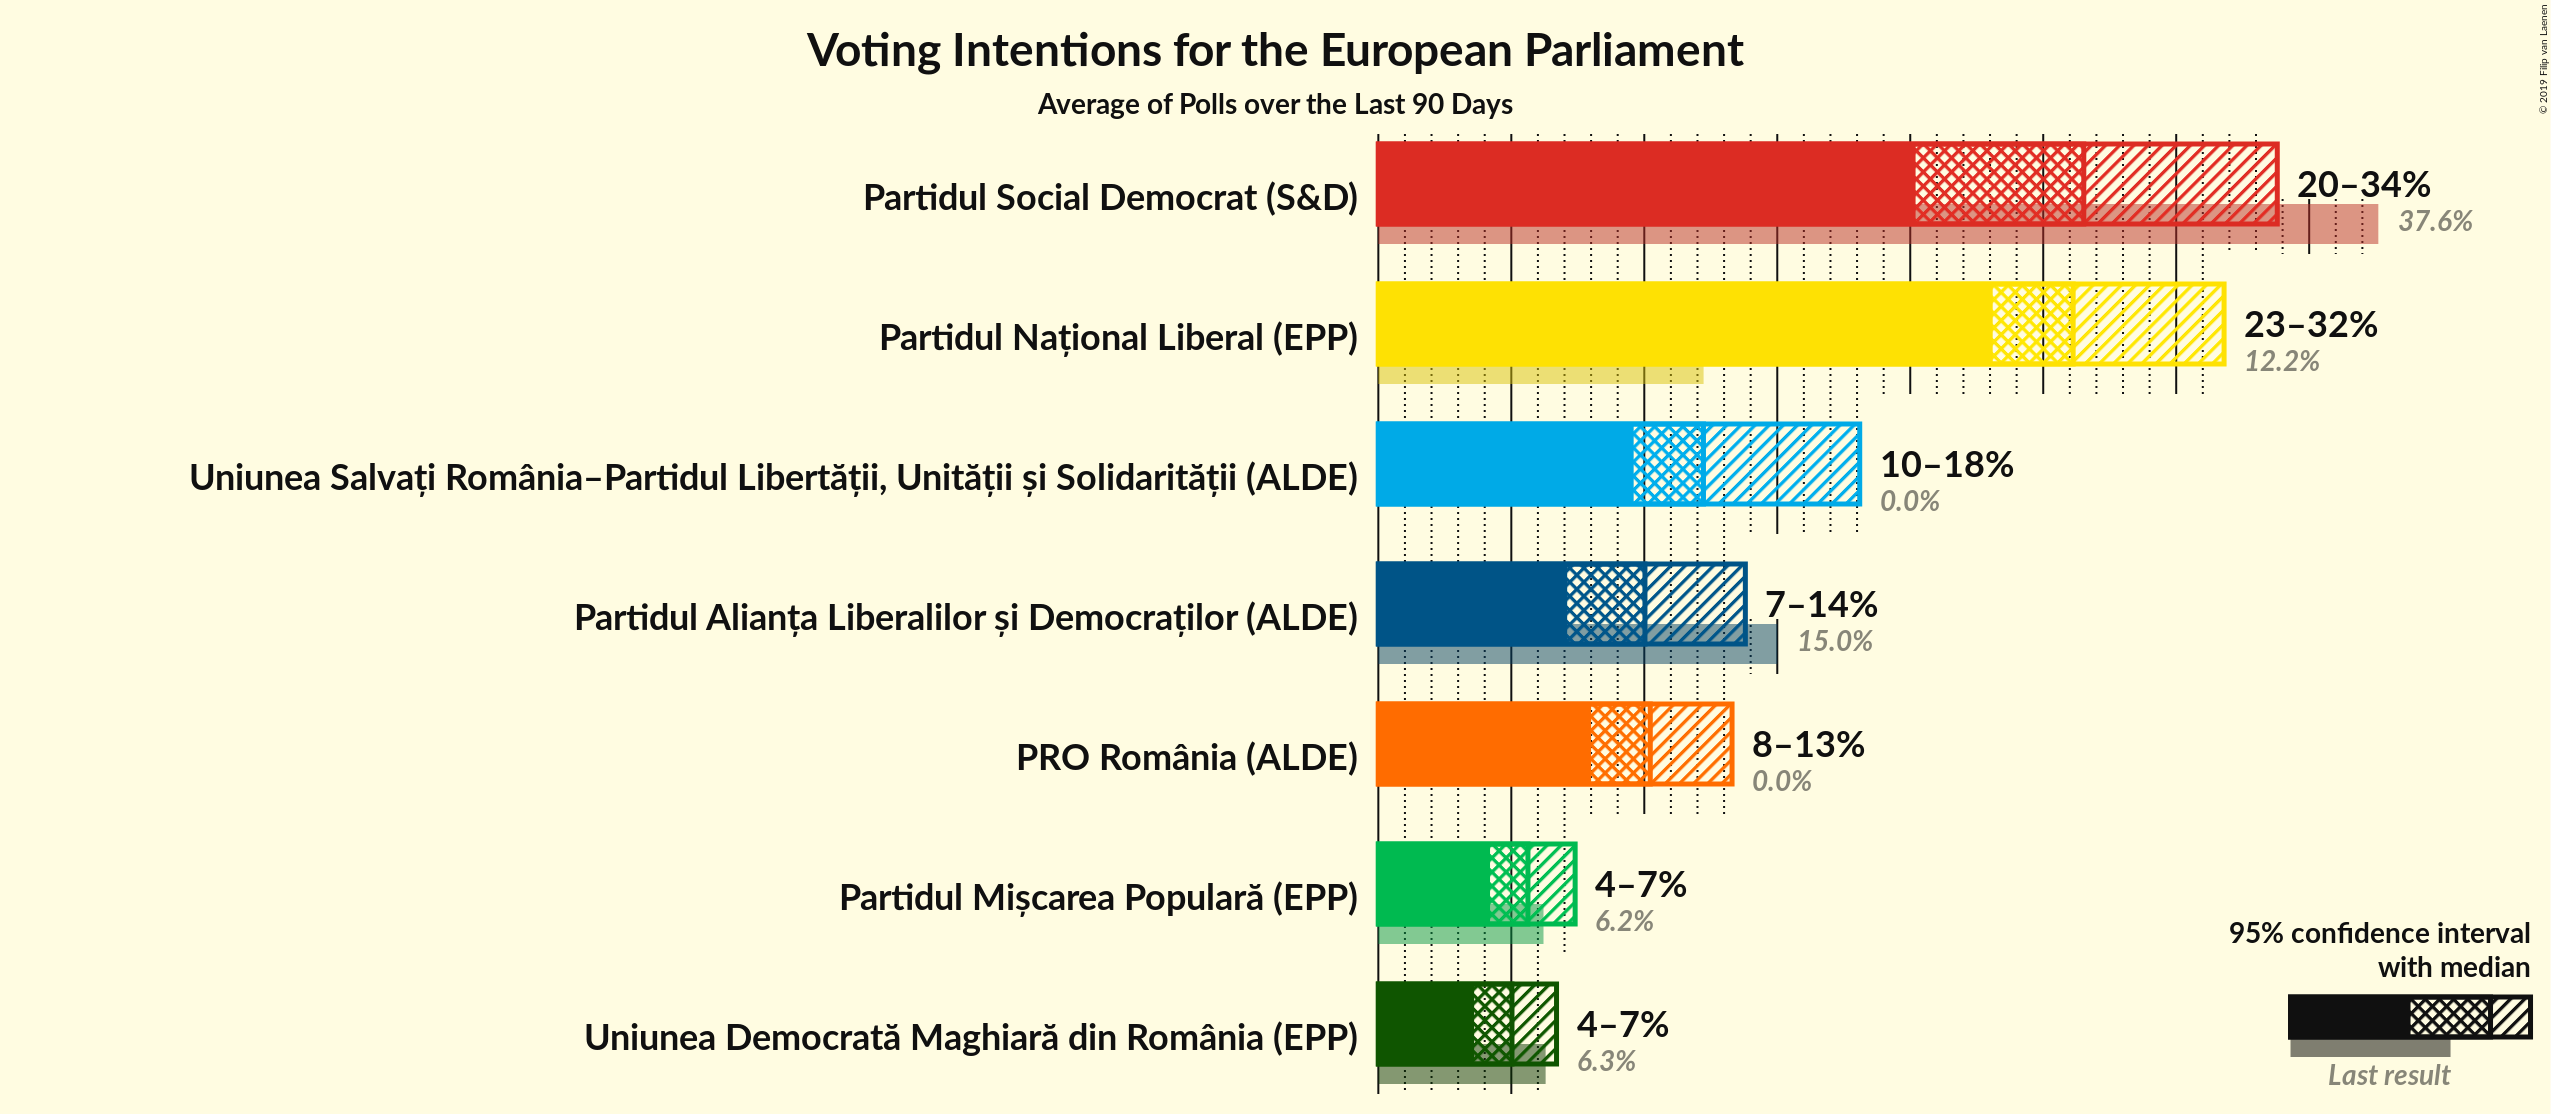 Voting Intentions for the European Parliament
Average of Polls over the Last 90 Days
© 2019 Filip van Laenen
Partidul Social Democrat (S&D)
20–34%
37.6%
Partidul Național Liberal (EPP)
23–32%
12.2%
Uniunea Salvați România–Partidul Libertății, Unității și Solidarității (ALDE)
10–18%
0.0%
Partidul Alianța Liberalilor și Democraților (ALDE)
7–14%
15.0%
PRO România (ALDE)
8–13%
0.0%
Partidul Mișcarea Populară (EPP)
4–7%
6.2%
Uniunea Democrată Maghiară din România (EPP)
4–7%
6.3%
95% confidence interval
with median
Last result